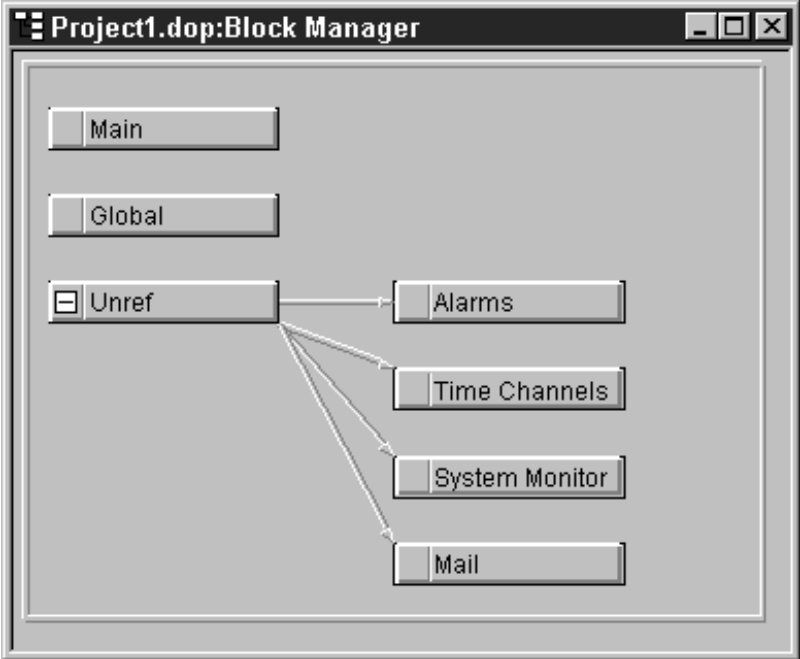 Project1.dop:Block Manager
Main
Global
Unref
Alarms
Time Channels
System Monitor
Mail